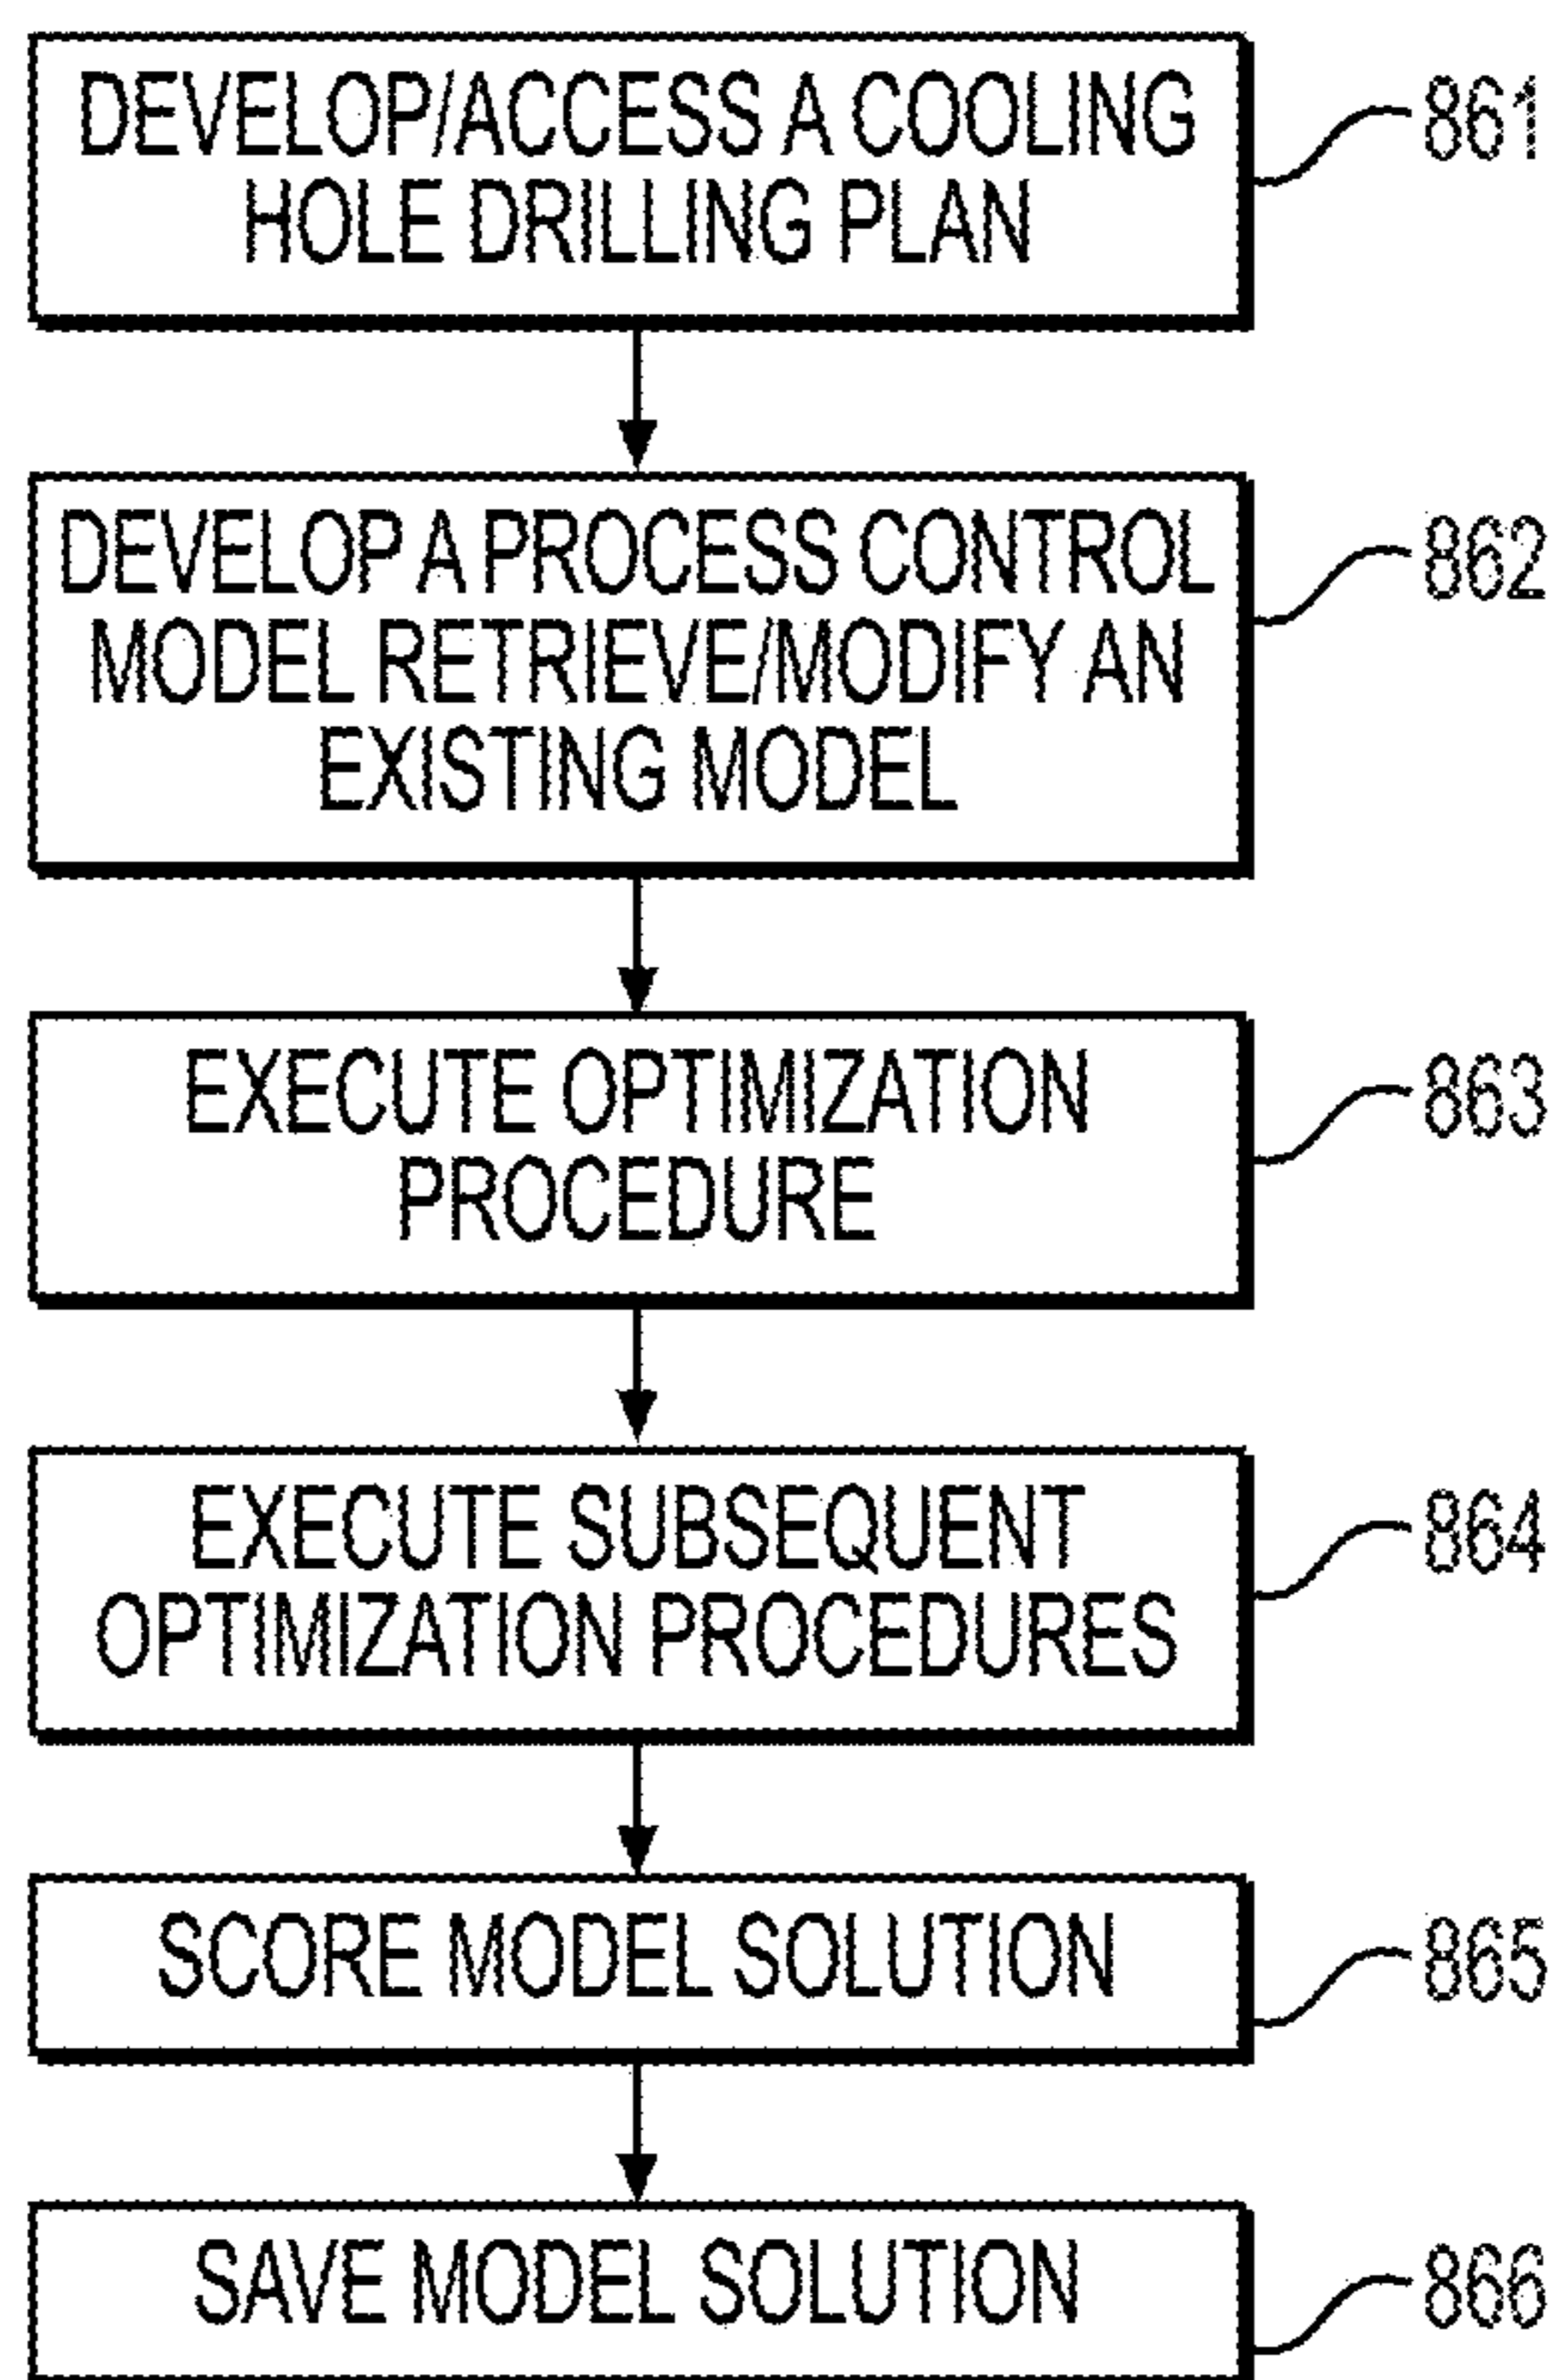 DEVELOP/ACCESS A COOLING
HOLE DRILLING PLAN
861
DEVELOP A PROCESS CONTROL
MODEL RETRIEVE/MODIFY AN
EXISTING MODEL
862
EXECUTE OPTIMIZATION
PROCEDURE
863
EXECUTE SUBSEQUENT
OPTIMIZATION PROCEDURES
864
SCORE MODEL SOLUTION
865
SAVE MODEL SOLUTION
866